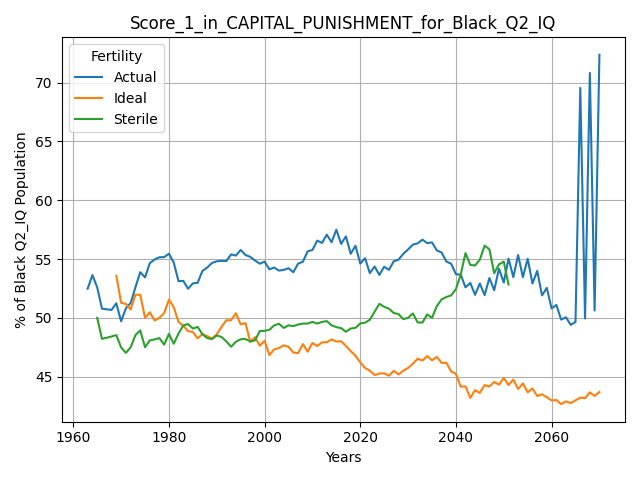 Score_1_in_CAPITAL_PUNISHMENT_for_Black_Q2_IQ
Fertility
Actual
Ideal
Sterile
% of Black Q2_IQ Population
70
65
60
55
50
45
1960
1980
2000
2020
2040
2060
Years